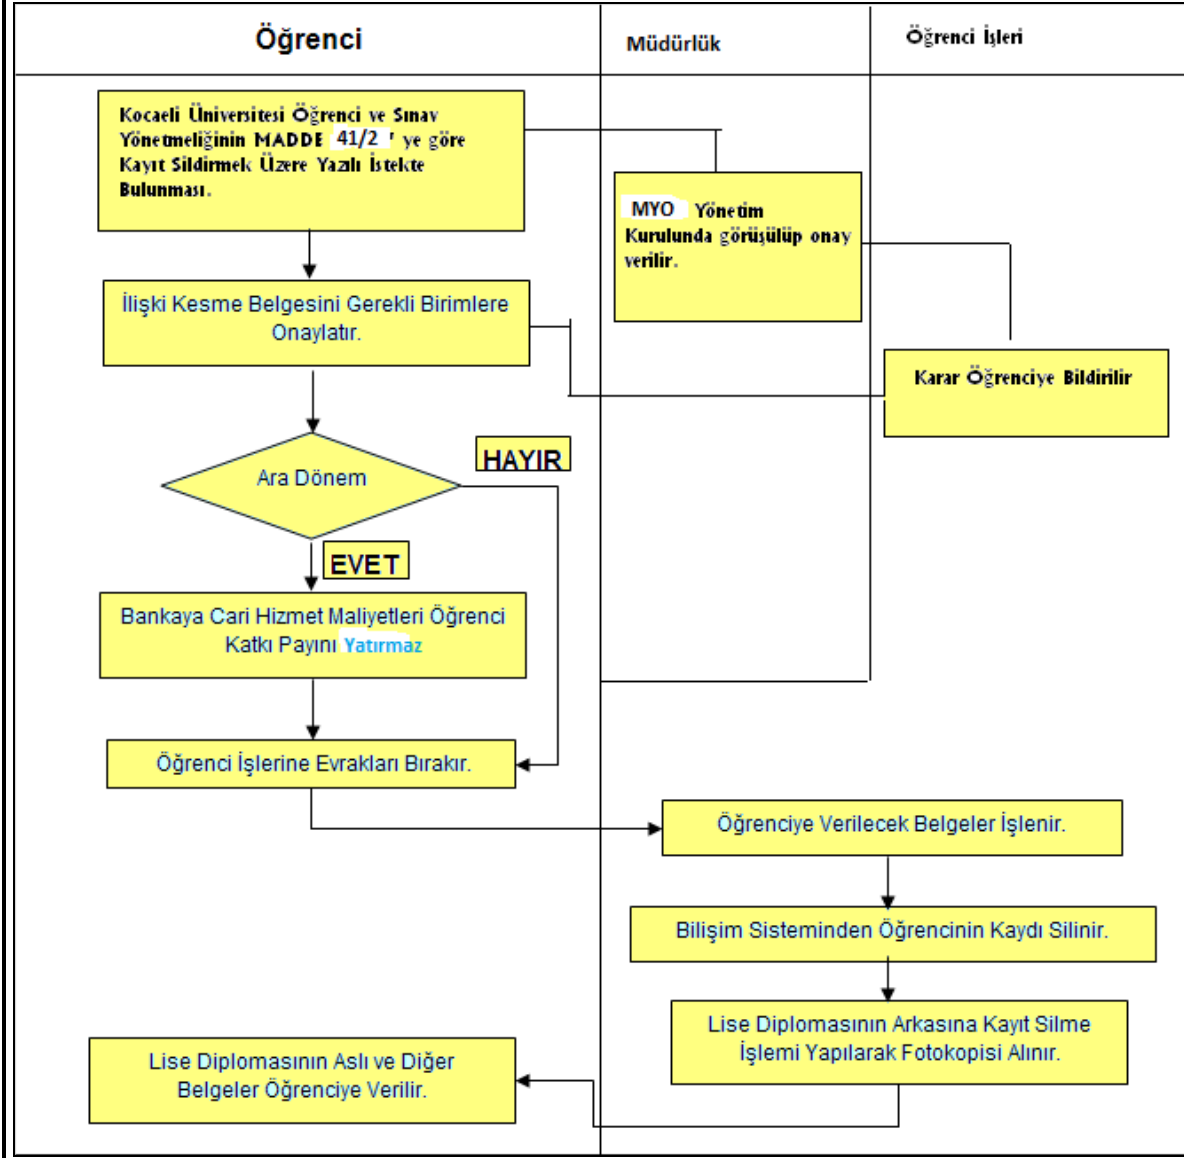 Öğrenci
Müdürlük
Öğrenci İşleri
Kocaeli Üniversitesi Öğrenci ve Sınav
Yönetmeliğinin MADDE 41/2 ' ye göre
Kayıt Sildirmek Üzere Yazılı İstekte
Bulunması.
MYO Yönetim
Kurulunda görüşülüp onay
verilir.
İlişki Kesme Belgesini Gerekli Birimlere
Onaylatır.
Karar Öğrenciye Bildirilir
Ara Dönem
HAYIR
EVET
Bankaya Cari Hizmet Maliyetleri Öğrenci
Katkı Payını Yatırmaz
Öğrenci İşlerine Evrakları Bırakır.
Öğrenciye Verilecek Belgeler İşlenir.
Bilişim Sisteminden Öğrencinin Kaydı Silinir.
Lise Diplomasının Arkasına Kayıt Silme
İşlemi Yapılarak Fotokopisi Alınır.
Lise Diplomasının Aslı ve Diğer
Belgeler Öğrenciye Verilir.